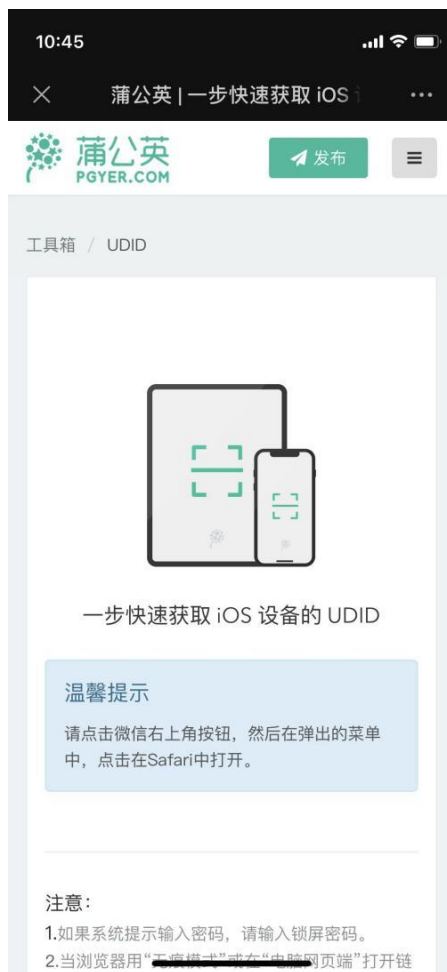 10:45
蒲公英 | 一步快速获取 iOS
蒲公英
PGYER.COM
发布
工具箱 / UDID
一步快速获取 iOS 设备的 UDID
温馨提示
请点击微信右上角按钮，然后在弹出的菜单
中，点击在Safari中打开。
注意：
1.如果系统提示输入密码，请输入锁屏密码。
2.当浏览器用“无痕模式”或在“电脑网页端”打开链